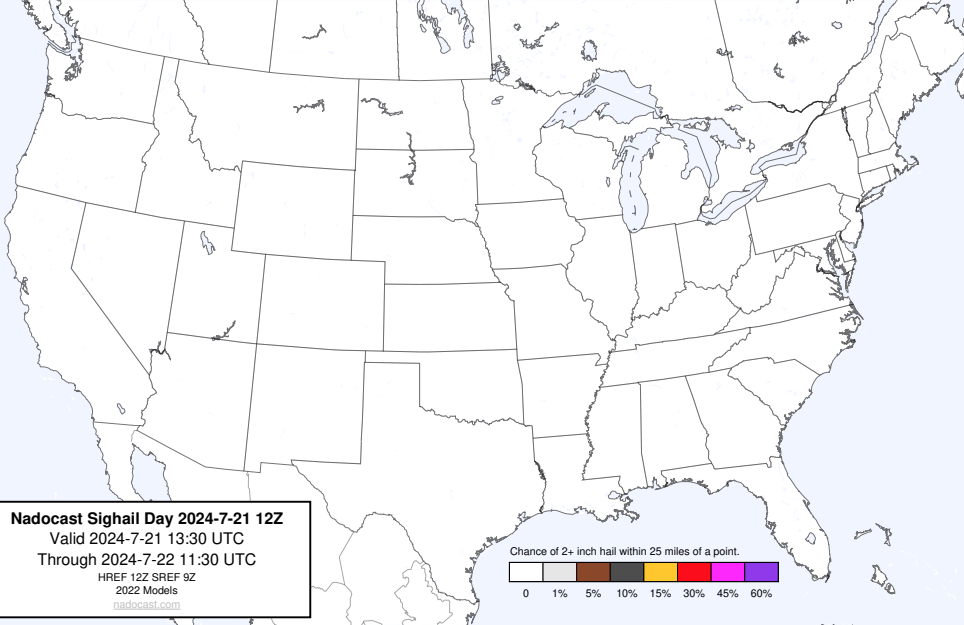 Nadocast Sighail Day 2024-7-21 12Z
Valid 2024-7-21 13:30 UTC
Through 2024-7-22 11:30 UTC
HREF 12Z SREF 9Z
2022 Models
nadocast.com
Chance of 2+ inch hail within 25 miles of a point.
0 1% 5% 10% 15% 30% 45% 60%